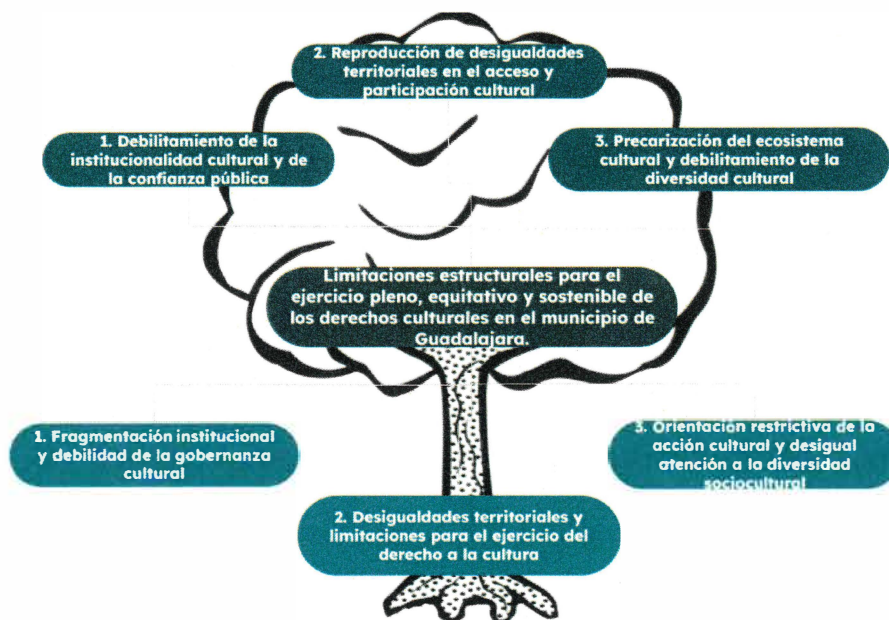 2. Reproducción de desigualdades
territoriales en el acceso y
participación cultural
1. Debilitamiento de la
institucionalidad cultural y de
la confianza pública
3. Precarización del ecosistema
cultural y debilitamiento de la
diversidad cultural
Limitaciones estructurales para el
ejercicio pleno, equitativo y sostenible de
los derechos culturales en el municipio de
Guadalajara.
1. Fragmentación institucional
y debilidad de la gobernanza
cultural
3. Orientación restrictiva de la
acción cultural y desigual
atención a la diversidad
sociocultural
2. Desigualdades territoriales y
limitaciones para el ejercicio del
derecho a la cultura